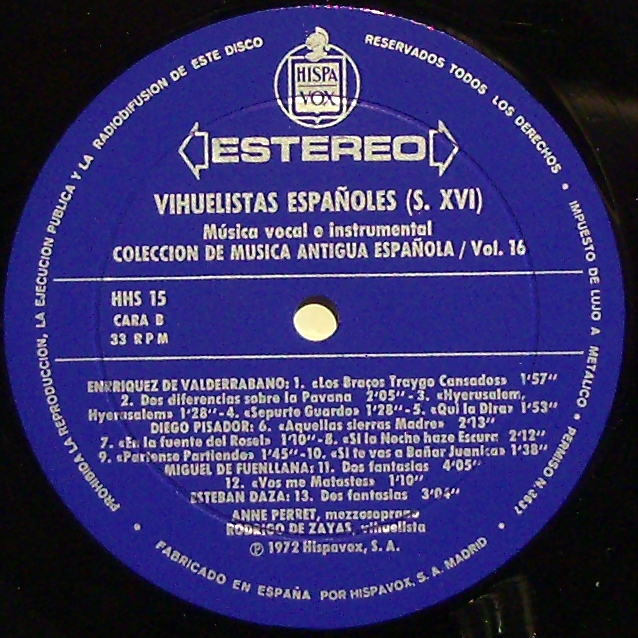 PROHIBIDA LA REPRODUCCION, LA EJECUCION PUBLICA Y LA RADIODIFUSION DE ESTE DISCO
RESERVADOS TODOS LOS DERECHOS • IMPUESTO DE LUJO A METALICO • PERMISO N. 3637
HISPA
VOX
ESTEREO
VIHUELISTAS ESPAÑOLES (S. XVI)
Música vocal e instrumental
COLECCION DE MUSICA ANTIGUA ESPAÑOLA / Vol. 16
HHS 15
CARA B
33 RPM
ENRRIQUEZ DE VALDERRABANO: 1. «Los Braços Traygo Cansados» 1'57"
2. Dos diferencias sobre la Pavana 2'05" - 3. «Hyerusalem,
Hyerusalem» 1'28" - 4. «Sepurto Guardo» 1'28" - 5. «Qui la Dira» 1'53"
DIEGO PISADOR: 6. «Aquellas sierras Madre» 2'13"
7. «En la fuente del Rosel» 1'10" - 8. «Si la Noche haze Escura 2'12"
9. «Partense Partiendo» 1'45" - 10. «Si te vas a Bañar Juanica» 1'38"
MIGUEL DE FUENLLANA: 11. Dos fantasias 4'05"
12. «Vos me Matastes» 1'10"
ESTEBAN DAZA: 13. Dos fantasias 3'04"
ANNE PERRET, mezzosoprano
RODRIGO DE ZAYAS, vihuelista
℗ 1972 Hispavox, S. A.
• FABRICADO EN ESPAÑA POR HISPAVOX, S. A. MADRID •